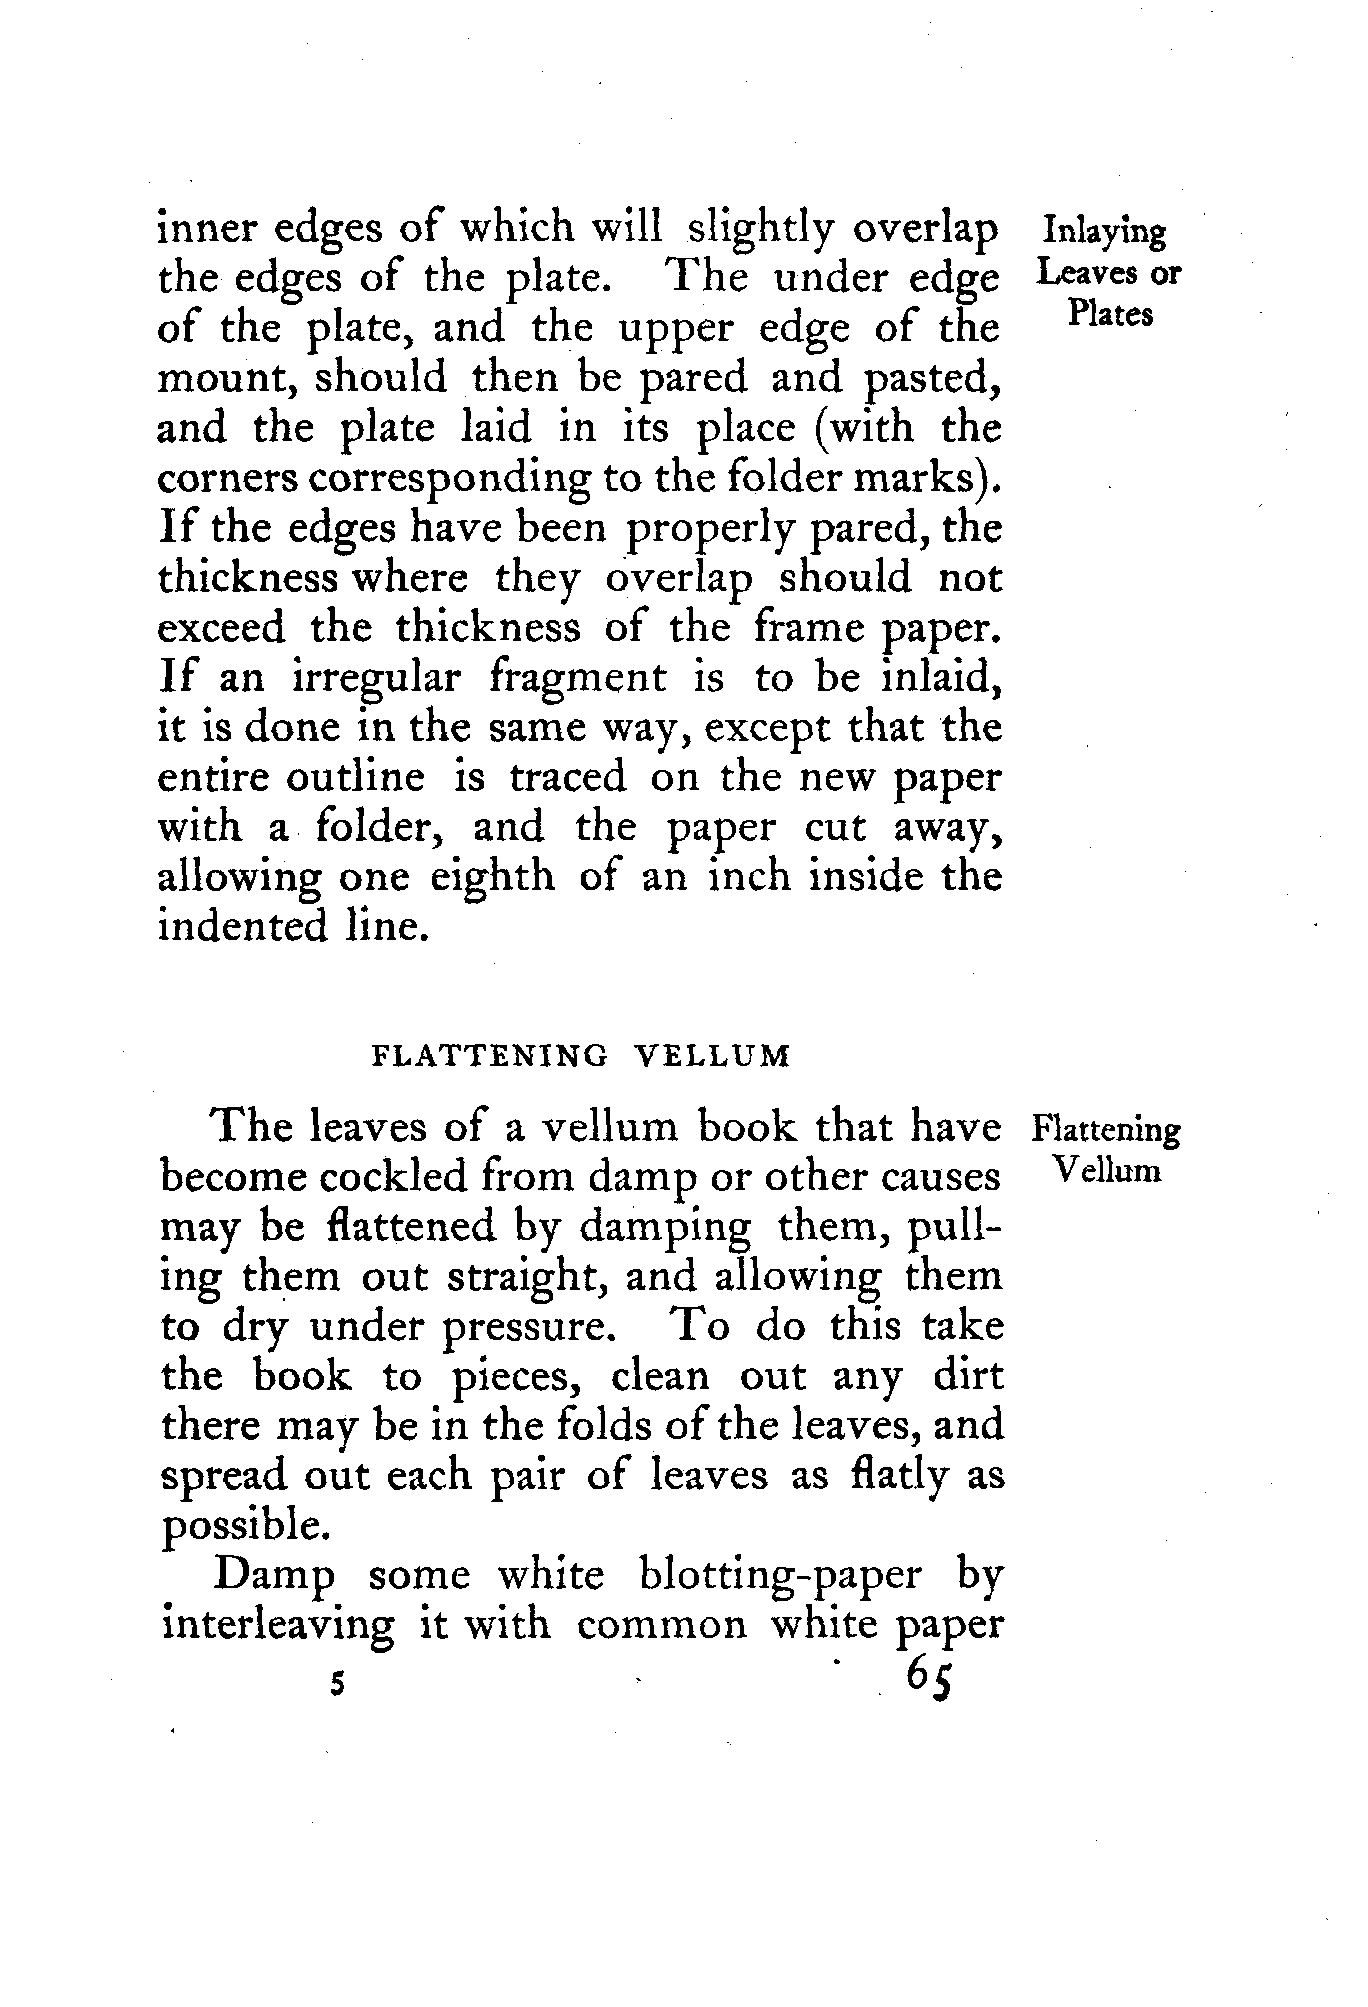 inner edges of which will slightly overlap
the edges of the plate. The under edge
of the plate, and the upper edge of the
mount, should then be pared and pasted,
and the plate laid in its place (with the
corners corresponding to the folder marks).
If the edges have been properly pared, the
thickness where they overlap should not
exceed the thickness of the frame paper.
If an irregular fragment is to be inlaid,
it is done in the same way, except that the
entire outline is traced on the new paper
with a folder, and the paper cut away,
allowing one eighth of an inch inside the
indented line.
Inlaying
Leaves or
Plates
FLATTENING VELLUM
The leaves of a vellum book that have
become cockled from damp or other causes
may be flattened by damping them, pull-
ing them out straight, and allowing them
to dry under pressure. To do this take
the book to pieces, clean out any dirt
there may be in the folds of the leaves, and
spread out each pair of leaves as flatly as
possible.
Flattening
Vellum
Damp some white blotting-paper by
interleaving it with common white paper
5 65